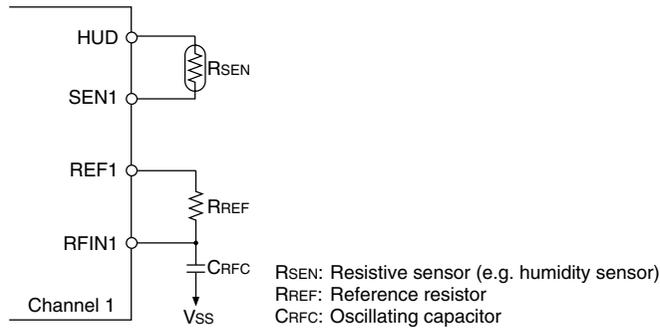 HUD
RSEN
SEN1
REF1
RREF
RFIN1
CRFC
Channel 1
VSS
RSEN: Resistive sensor (e.g. humidity sensor)
RREF: Reference resistor
CRFC: Oscillating capacitor